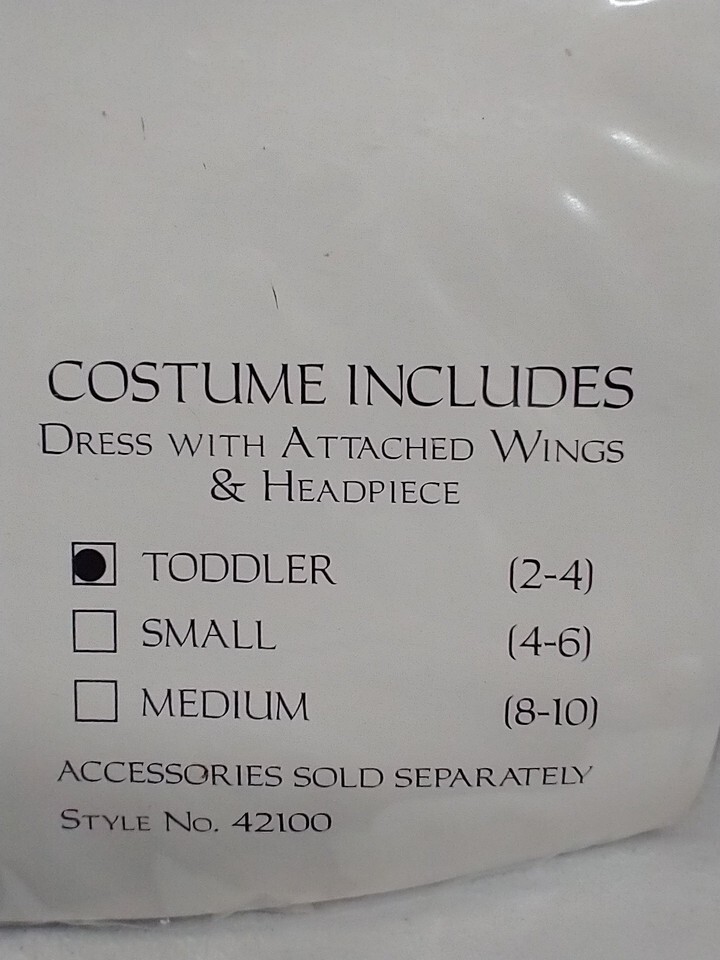 COSTUME INCLUDES
DRESS WITH ATTACHED WINGS
& HEADPIECE
TODDLER (2-4)
SMALL (4-6)
MEDIUM (8-10)
ACCESSORIES SOLD SEPARATELY
STYLE NO. 42100